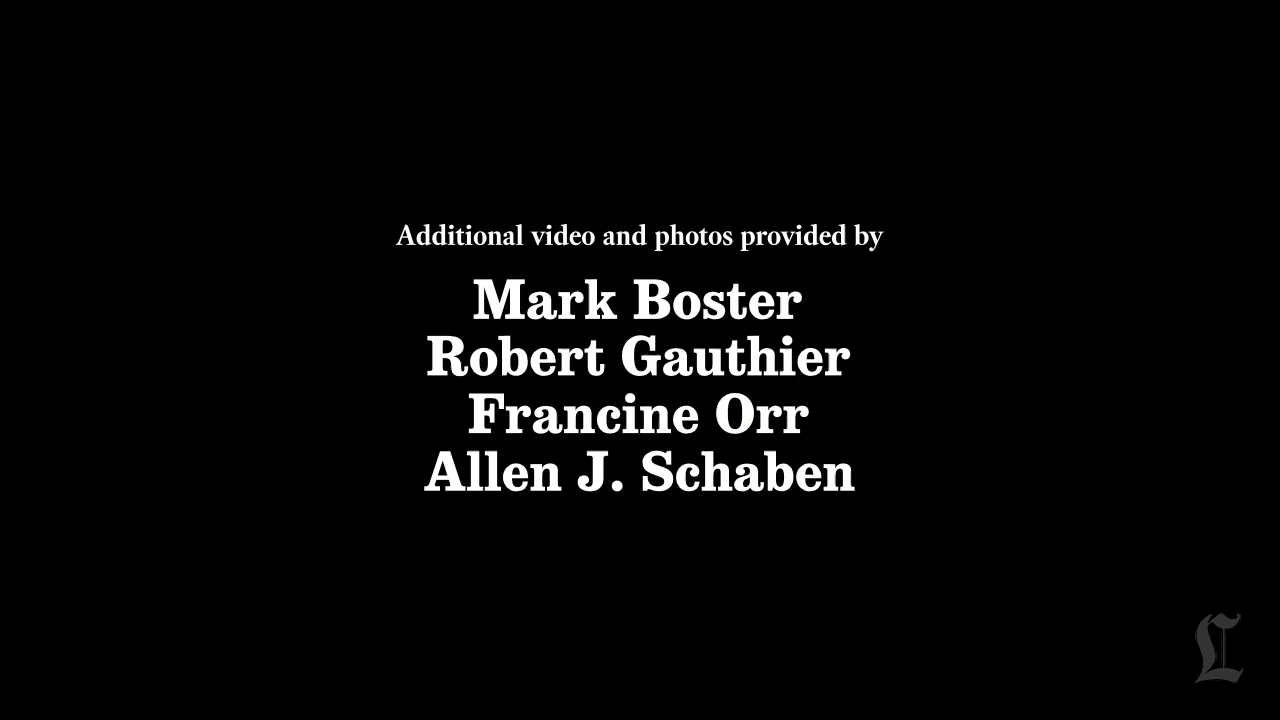 Additional video and photos provided by
Mark Boster
Robert Gauthier
Francine Orr
Allen J. Schaben
L